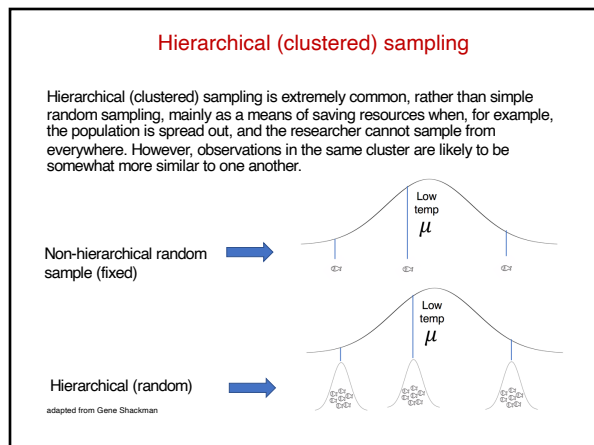 Hierarchical (clustered) sampling
Hierarchical (clustered) sampling is extremely common, rather than simple
random sampling, mainly as a means of saving resources when, for example,
the population is spread out, and the researcher cannot sample from
everywhere. However, observations in the same cluster are likely to be
somewhat more similar to one another.
Low
temp
μ
Non-hierarchical random
sample (fixed)
Low
temp
μ
Hierarchical (random)
adapted from Gene Shackman